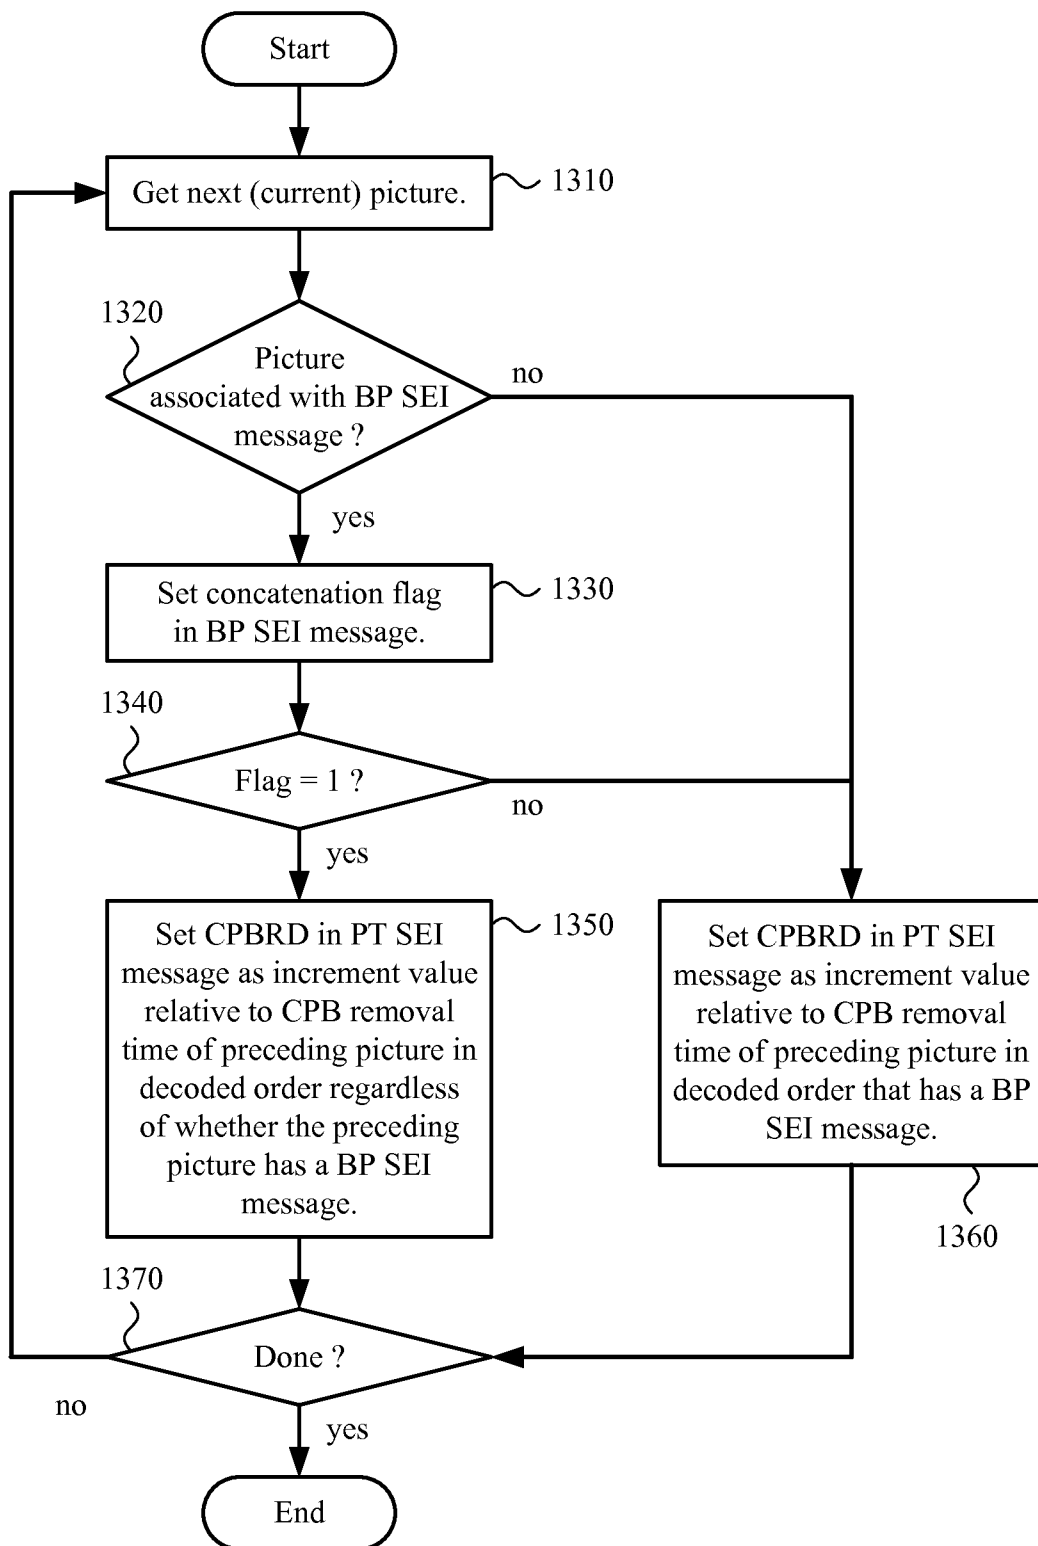 Start
Get next (current) picture.
1310
1320
Picture
associated with BP SEI
message ?
no
yes
Set concatenation flag
in BP SEI message.
1330
1340
Flag = 1 ?
no
yes
Set CPBRD in PT SEI
message as increment value
relative to CPB removal
time of preceding picture in
decoded order regardless
of whether the preceding
picture has a BP SEI
message.
1350
Set CPBRD in PT SEI
message as increment value
relative to CPB removal
time of preceding picture in
decoded order that has a BP
SEI message.
1360
1370
Done ?
no
yes
End